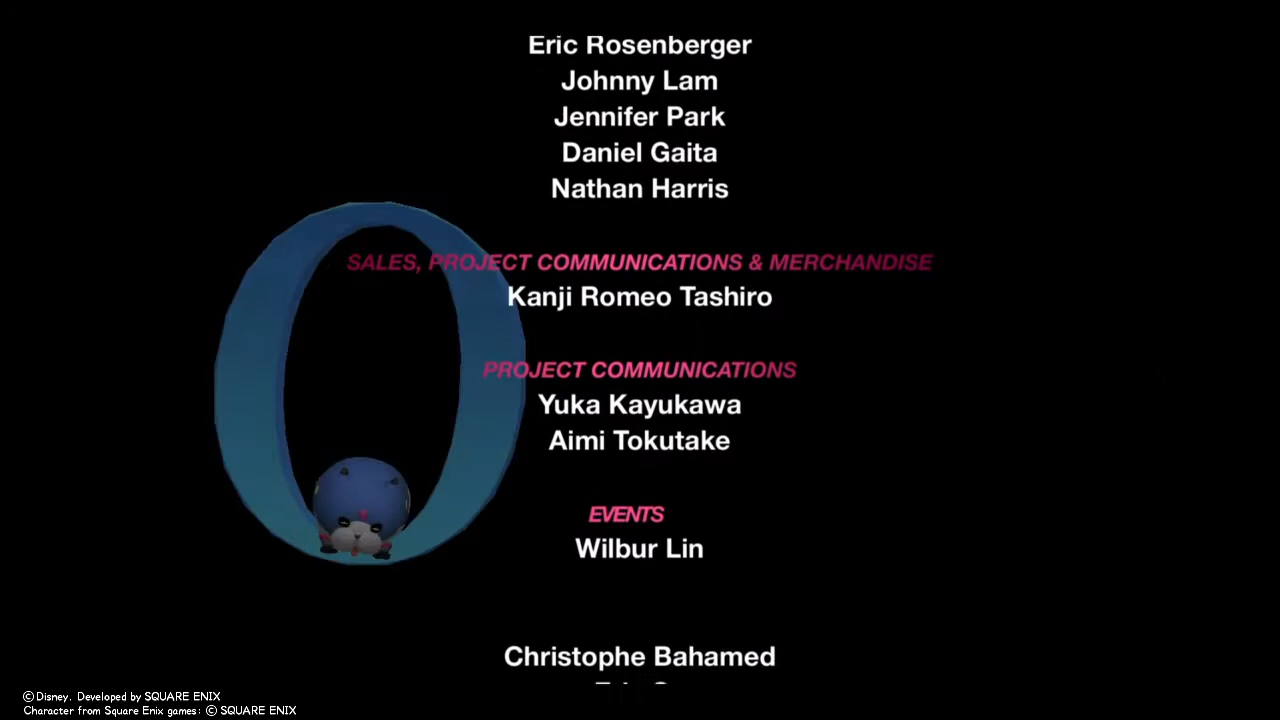 Eric Rosenberger
Johnny Lam
Jennifer Park
Daniel Gaita
Nathan Harris
SALES, PROJECT COMMUNICATIONS & MERCHANDISE
Kanji Romeo Tashiro
PROJECT COMMUNICATIONS
Yuka Kayukawa
Aimi Tokutake
EVENTS
Wilbur Lin
Christophe Bahamed
© Disney. Developed by SQUARE ENIX
Character from Square Enix games: © SQUARE ENIX